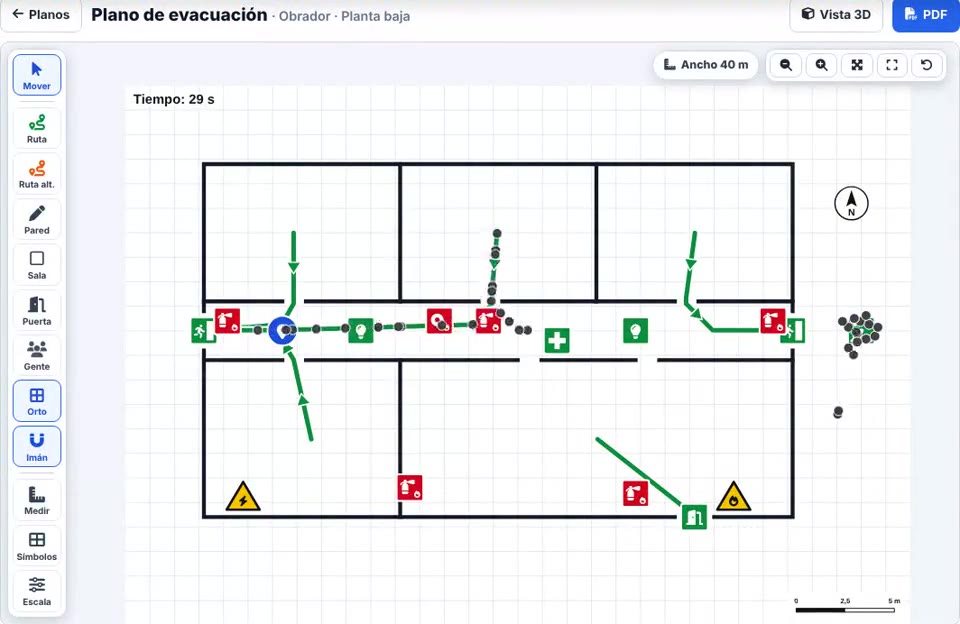 Planos
Plano de evacuación · Obrador · Planta baja
Vista 3D
PDF
Mover
Ruta
Ruta alt.
Pared
Sala
Puerta
Gente
Orto
Imán
Medir
Símbolos
Escala
Ancho 40 m
Tiempo: 29 s
N
0 2,5 5 m